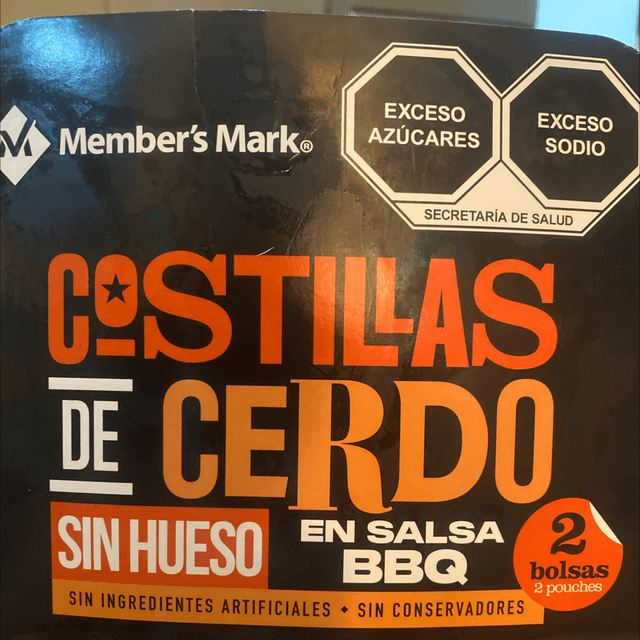 Member's Mark®
EXCESO
AZÚCARES
EXCESO
SODIO
SECRETARÍA DE SALUD
COSTILLAS
DE CERDO
SIN HUESO
EN SALSA
BBQ
2
bolsas
2 pouches
SIN INGREDIENTES ARTIFICIALES • SIN CONSERVADORES